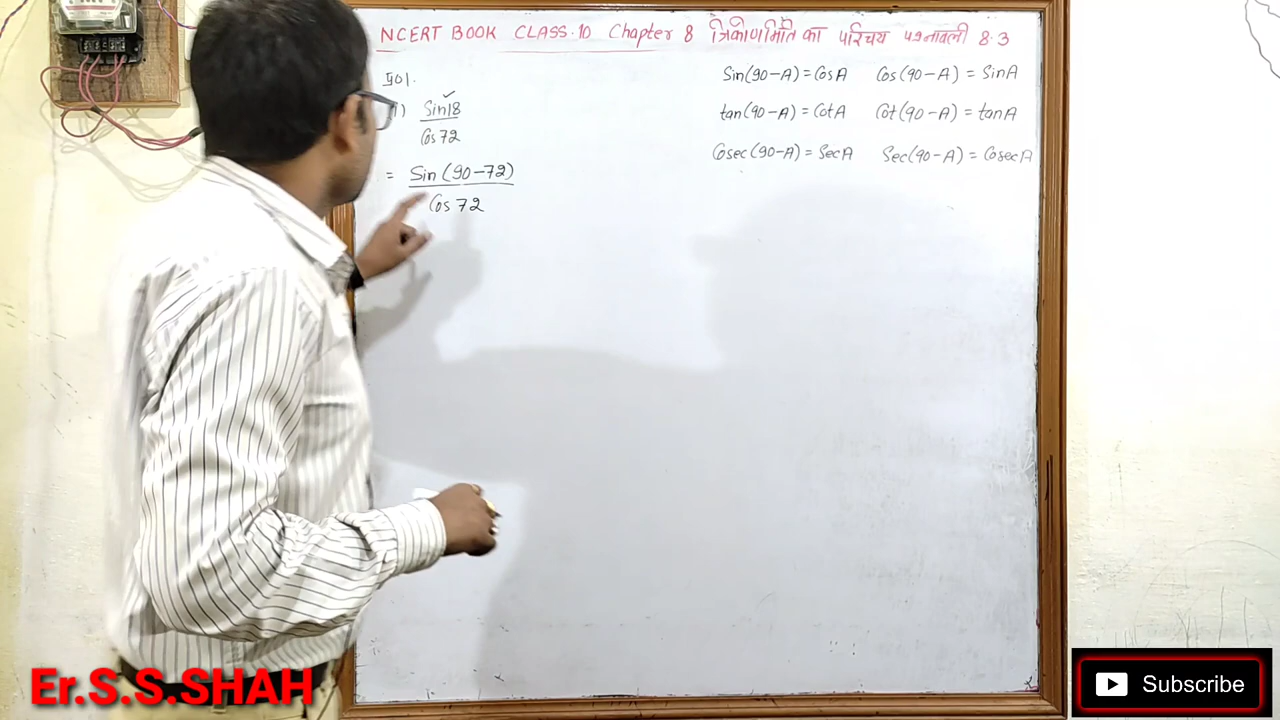 NCERT BOOK CLASS.10 Chapter 8 त्रिकोणमिति का परिचय प्रश्नावली 8.3
प्र01.
i) Sin18
Cos 72
= Sin (90-72)
Cos 72
Sin(90-A)=CosA Cos(90-A) = SinA
tan(90-A)=CotA Cot(90-A)= tanA
Cosec(90-A)= SecA Sec(90-A)= CosecA
Er.S.S.SHAH
Subscribe